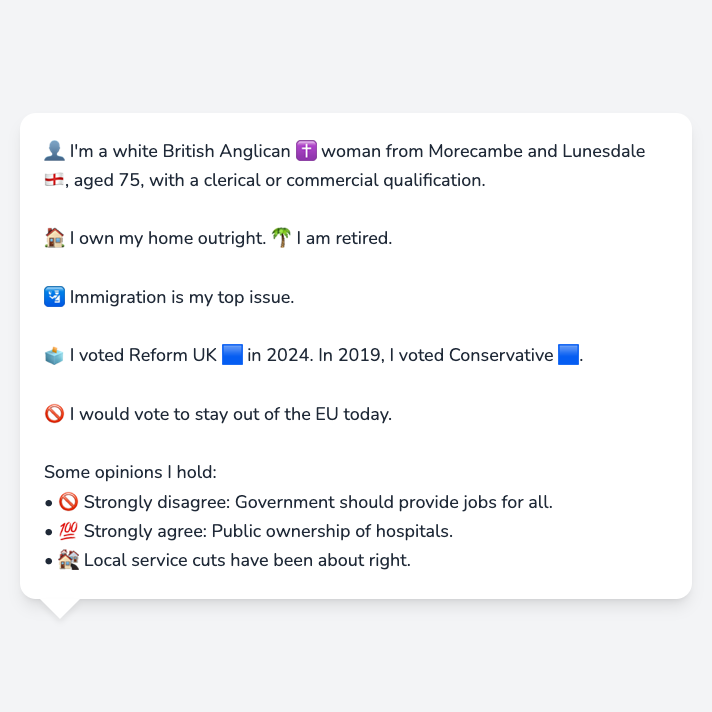 👤 I'm a white British Anglican ✝️ woman from Morecambe and Lunesdale
🏴󠁧󠁢󠁥󠁮󠁧󠁿, aged 75, with a clerical or commercial qualification.
🏠 I own my home outright. 🌴 I am retired.
🛂 Immigration is my top issue.
🗳️ I voted Reform UK 🟦 in 2024. In 2019, I voted Conservative 🟦.
🚫 I would vote to stay out of the EU today.
Some opinions I hold:
• 🚫 Strongly disagree: Government should provide jobs for all.
• 💯 Strongly agree: Public ownership of hospitals.
• 🏚️ Local service cuts have been about right.